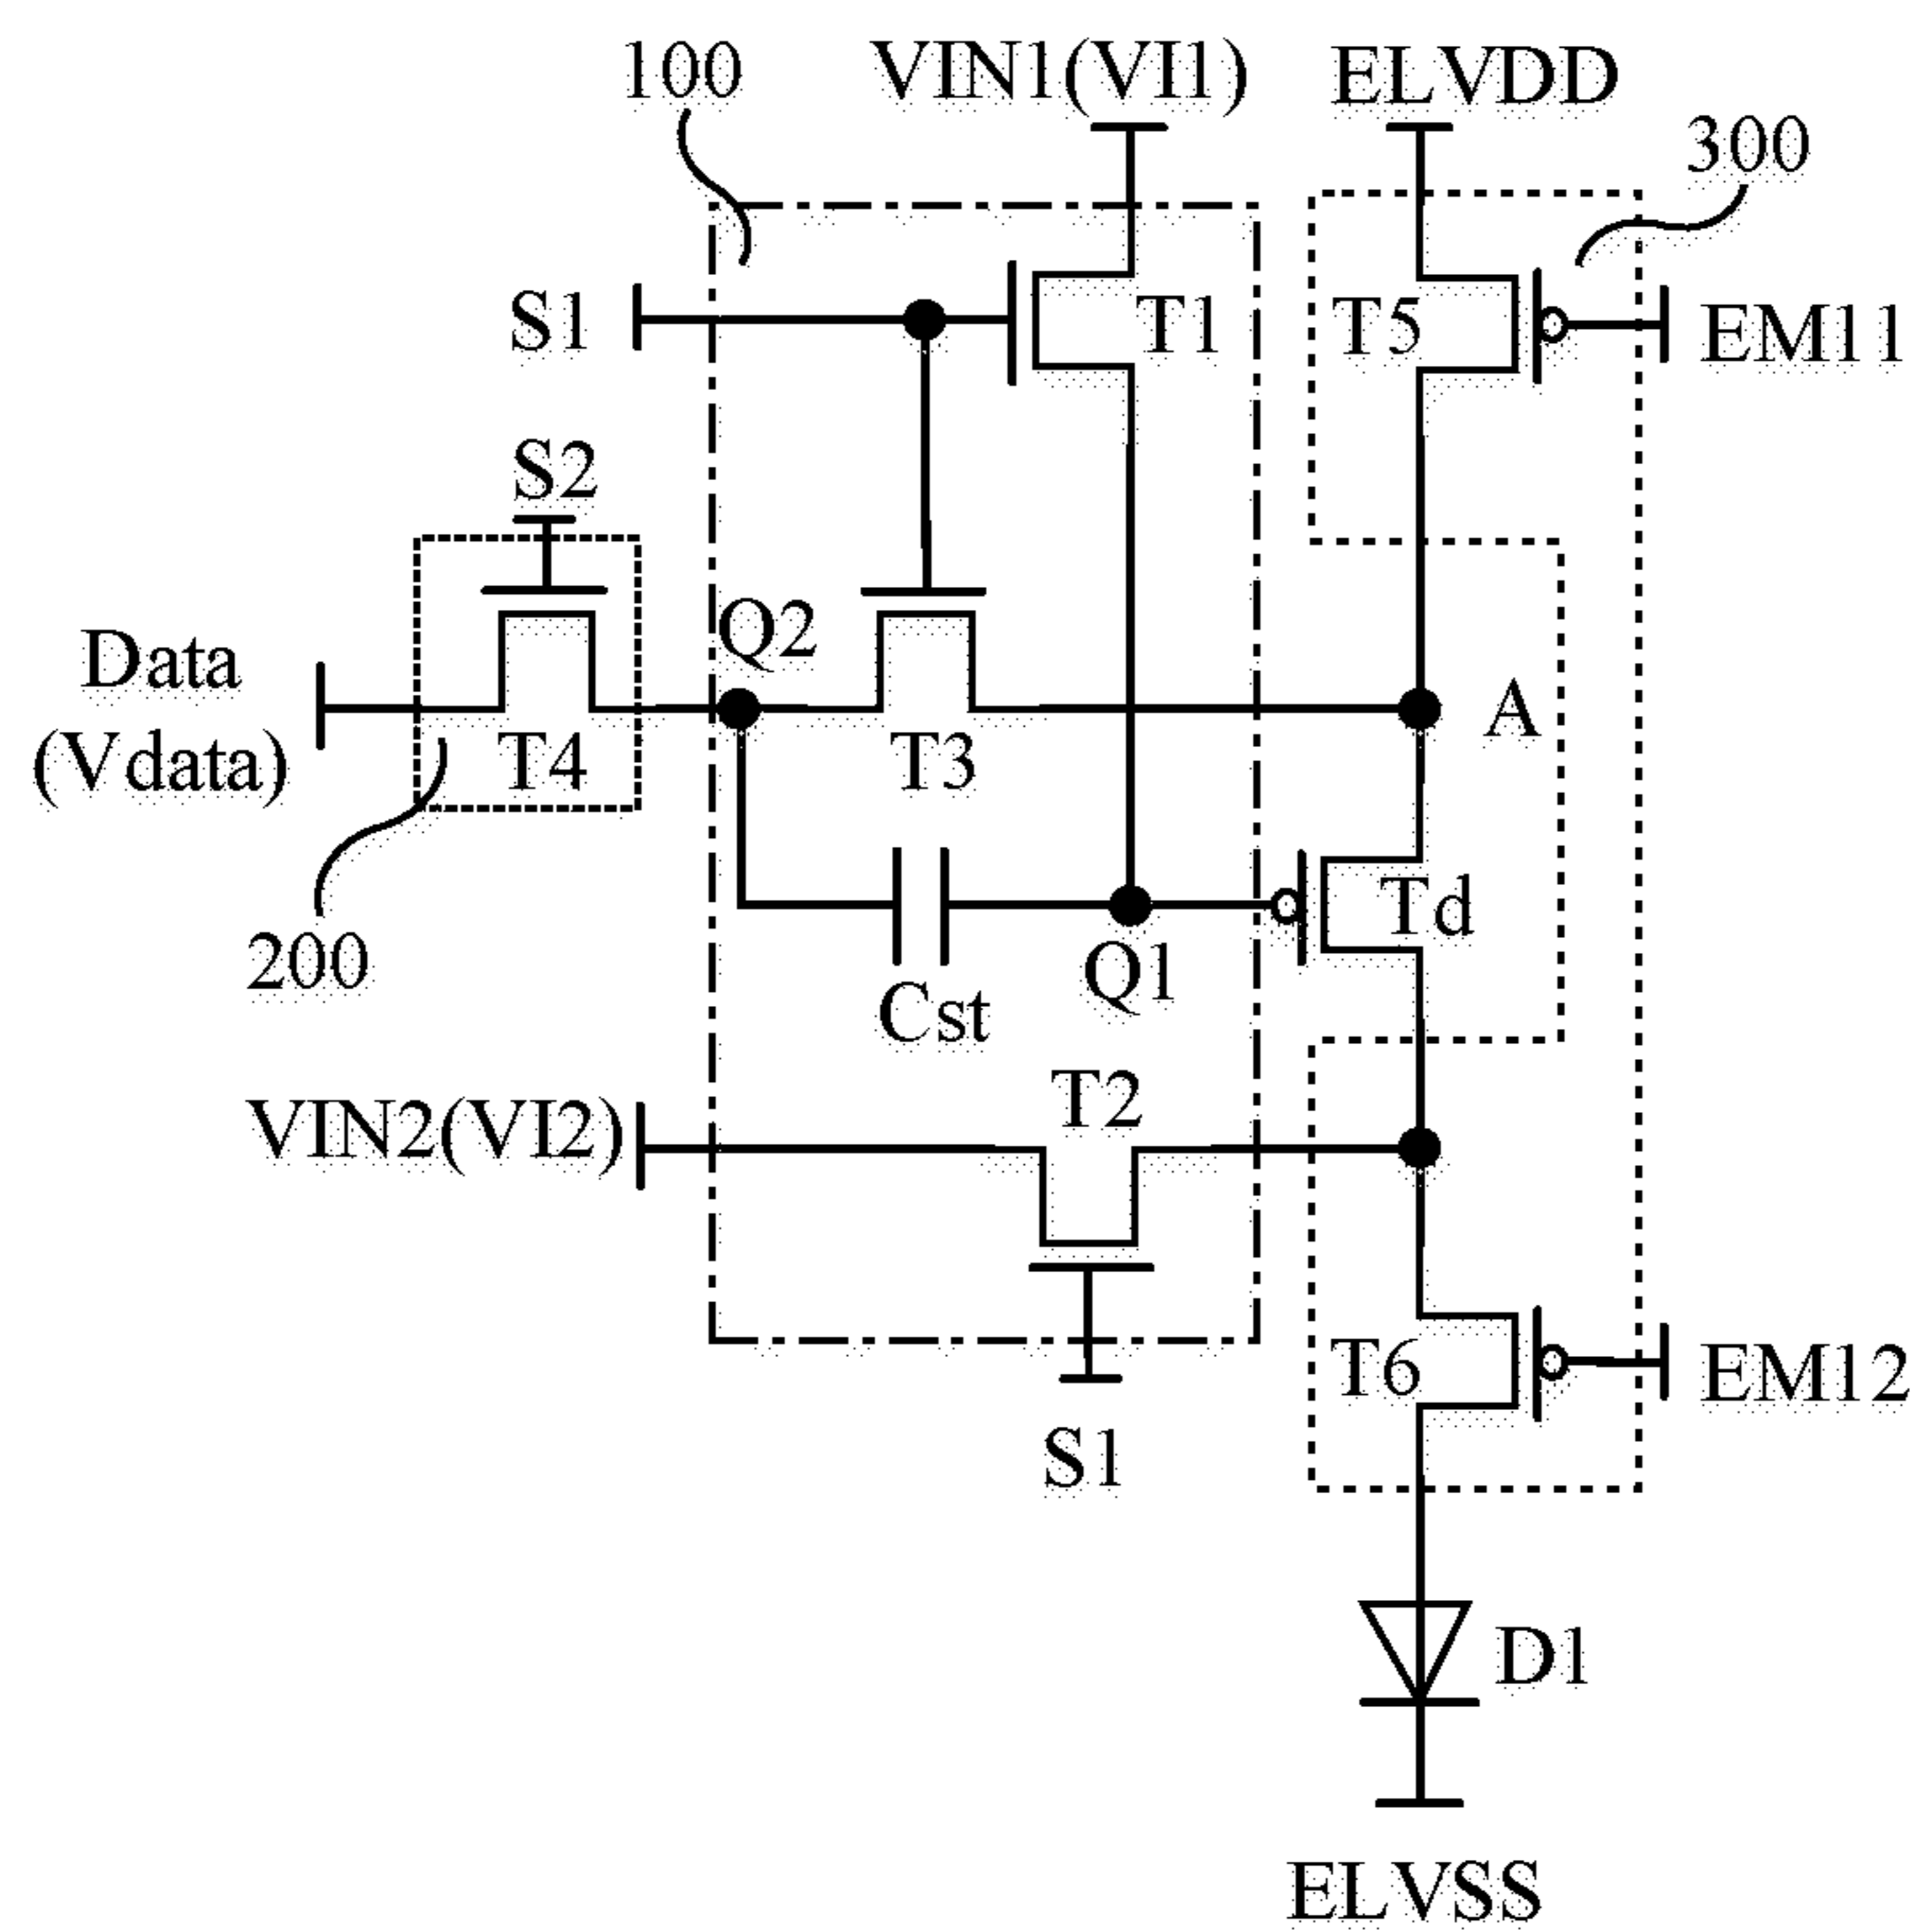 100
VIN1(VI1)
ELVDD
300
S1
T1
T5
EM11
S2
Q2
Data
(Vdata)
T4
T3
A
Td
200
Q1
Cst
T2
VIN2(VI2)
T6
EM12
S1
D1
ELVSS